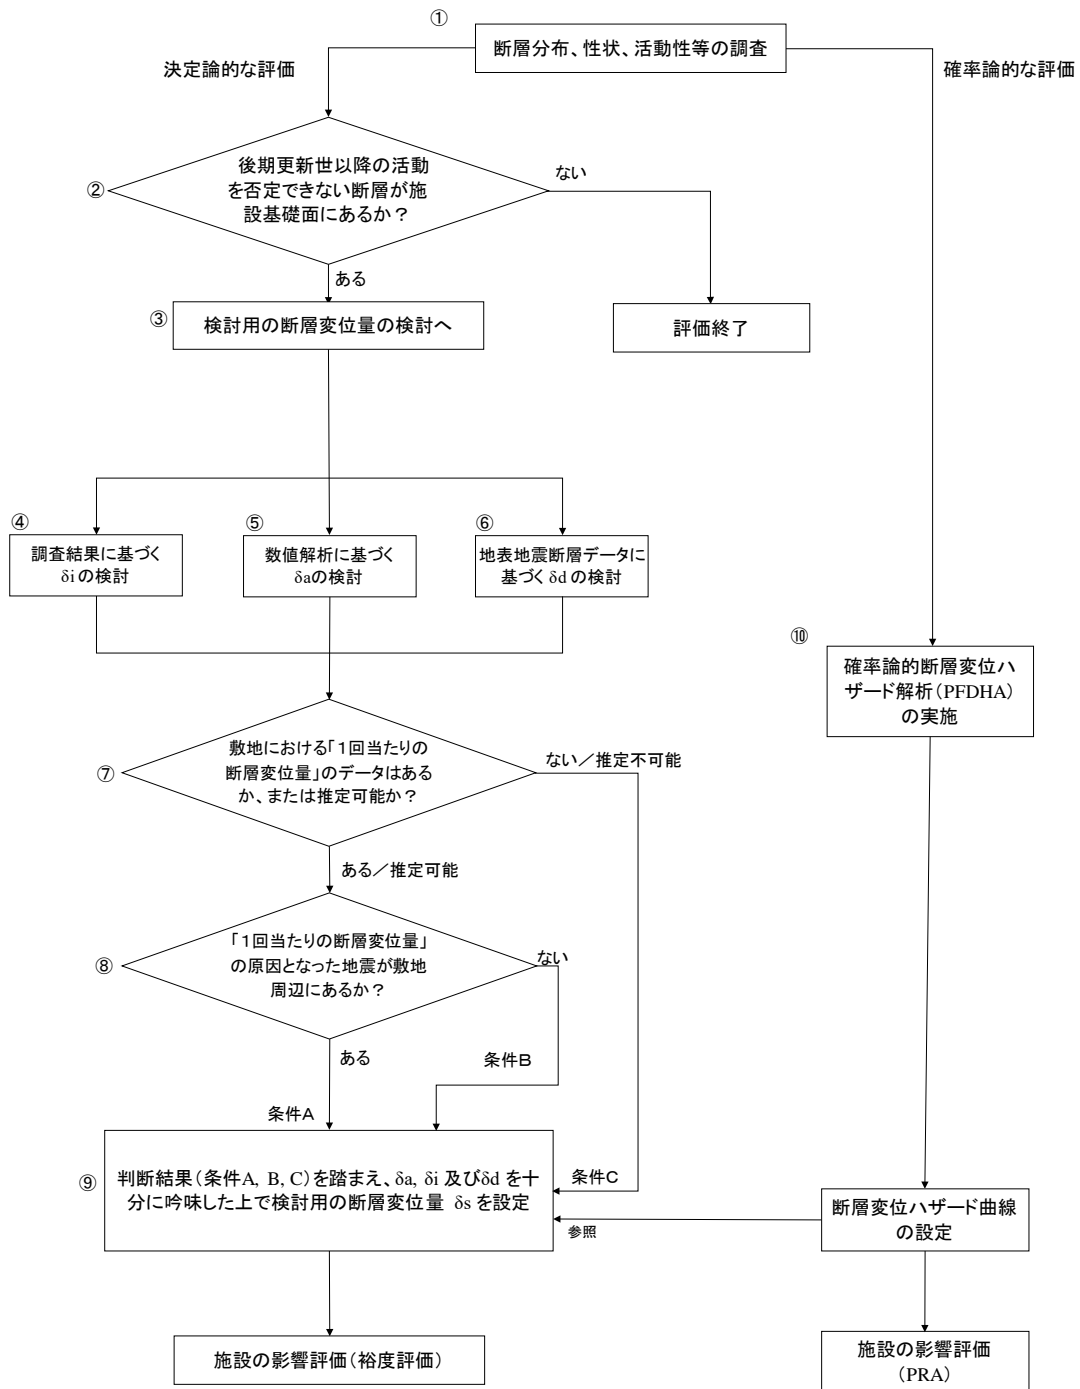 ①
断層分布、性状、活動性等の調査
決定論的な評価
確率論的な評価
②
後期更新世以降の活動
を否定できない断層が施
設基礎面にあるか？
ない
ある
③
検討用の断層変位量の検討へ
評価終了
④
調査結果に基づく
δi の検討
⑤
数値解析に基づく
δaの検討
⑥
地表地震断層データに
基づく δd の検討
⑩
確率論的断層変位ハ
ザード解析（PFDHA）
の実施
⑦
敷地における「１回当たりの
断層変位量」のデータはある
か、または推定可能か？
ない／推定不可能
ある／推定可能
⑧
「１回当たりの断層変位量」
の原因となった地震が敷地
周辺にあるか？
ない
ある
条件B
条件A
⑨
判断結果（条件A, B, C）を踏まえ、δa, δi 及びδd を十
分に吟味した上で検討用の断層変位量 δs を設定
条件C
参照
断層変位ハザード曲線
の設定
施設の影響評価（裕度評価）
施設の影響評価
(PRA)